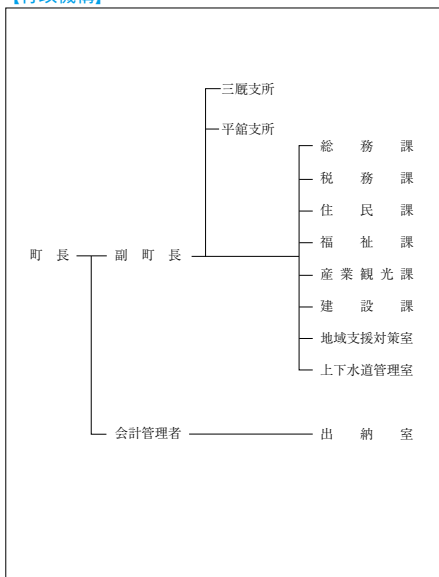 三厩支所
平舘支所
総務課
税務課
住民課
福祉課
町長 副町長
産業観光課
建設課
地域支援対策室
上下水道管理室
会計管理者 出納室